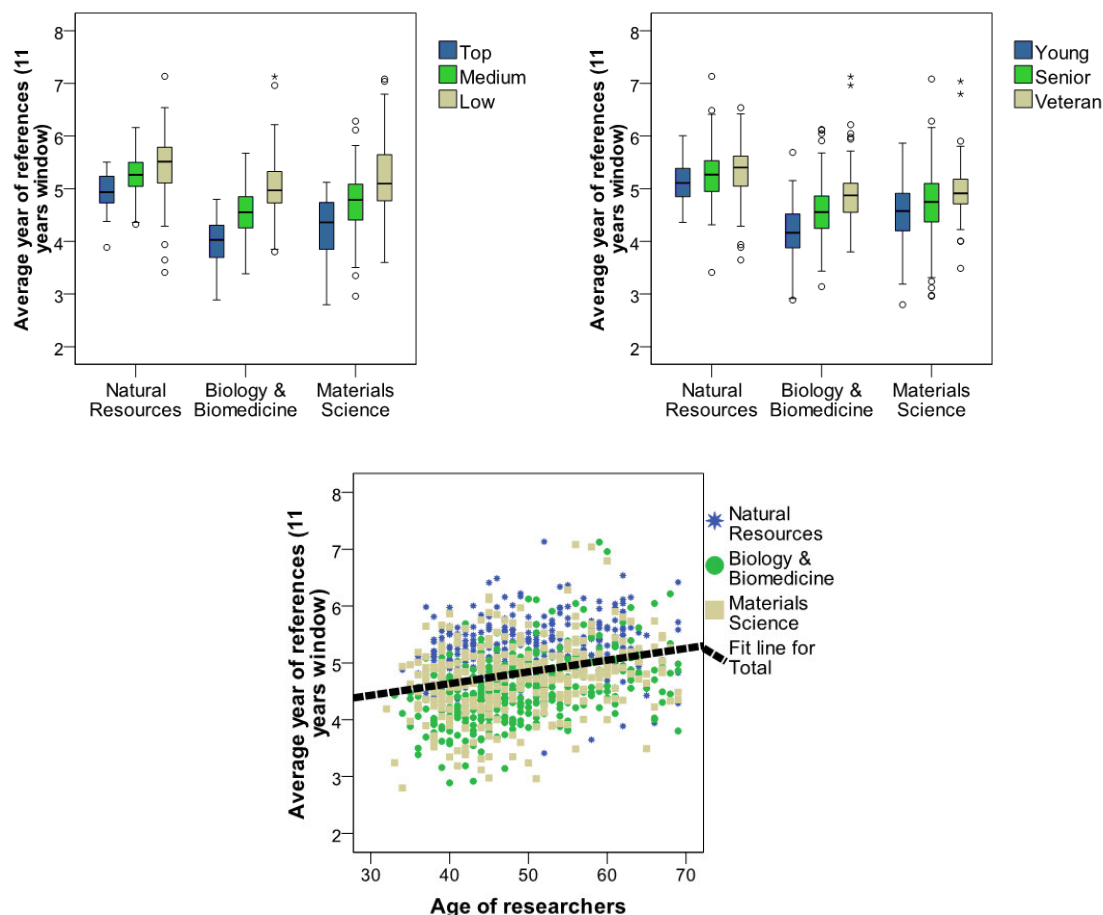 Average year of references (11
years window)
8
7
6
5
4
3
2
Natural
Resources
Biology &
Biomedicine
Materials
Science
Top
Medium
Low
Average year of references (11
years window)
8
7
6
5
4
3
2
Natural
Resources
Biology &
Biomedicine
Materials
Science
Young
Senior
Veteran
Average year of references (11
years window)
8
7
6
5
4
3
2
30 40 50 60 70
Age of researchers
Natural
Resources
Biology &
Biomedicine
Materials
Science
Fit line for
Total